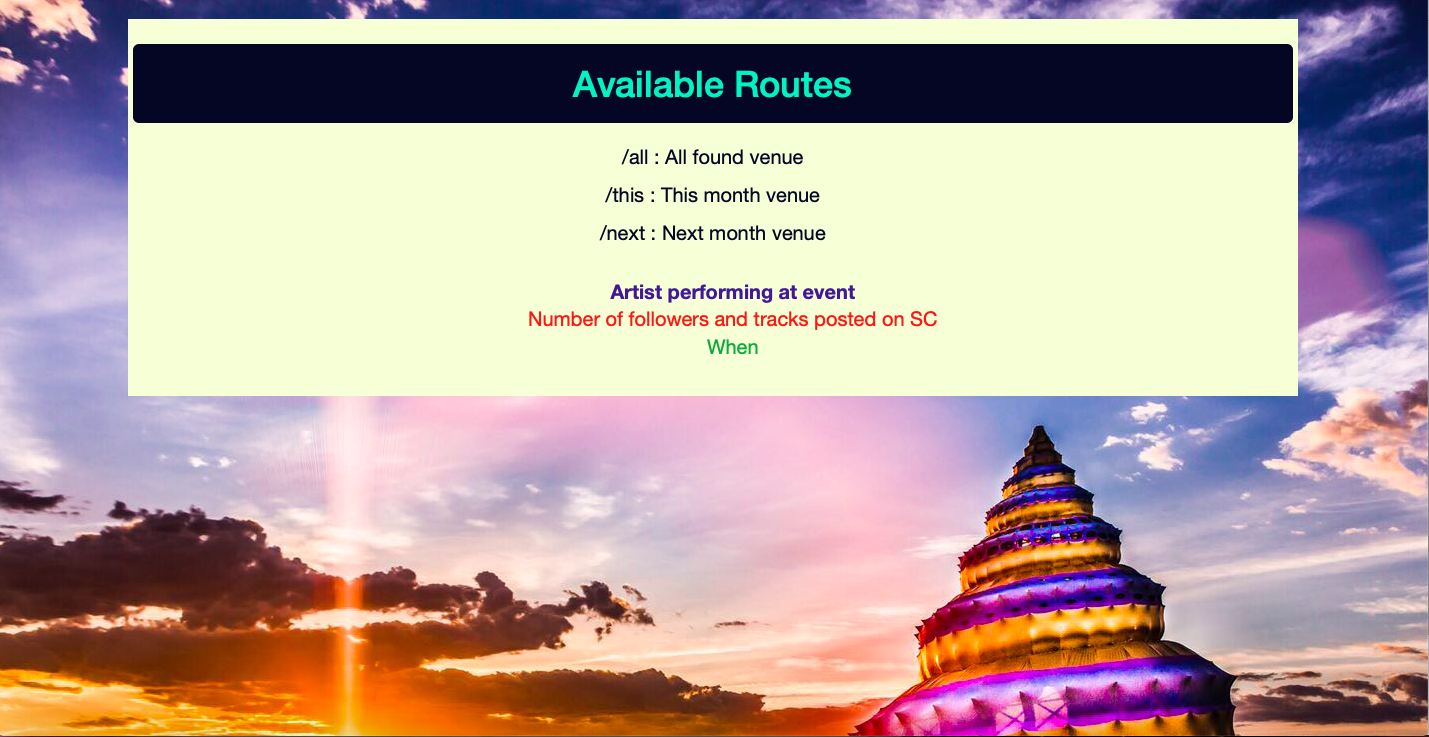 Available Routes
/all : All found venue
/this : This month venue
/next : Next month venue
Artist performing at event
Number of followers and tracks posted on SC
When